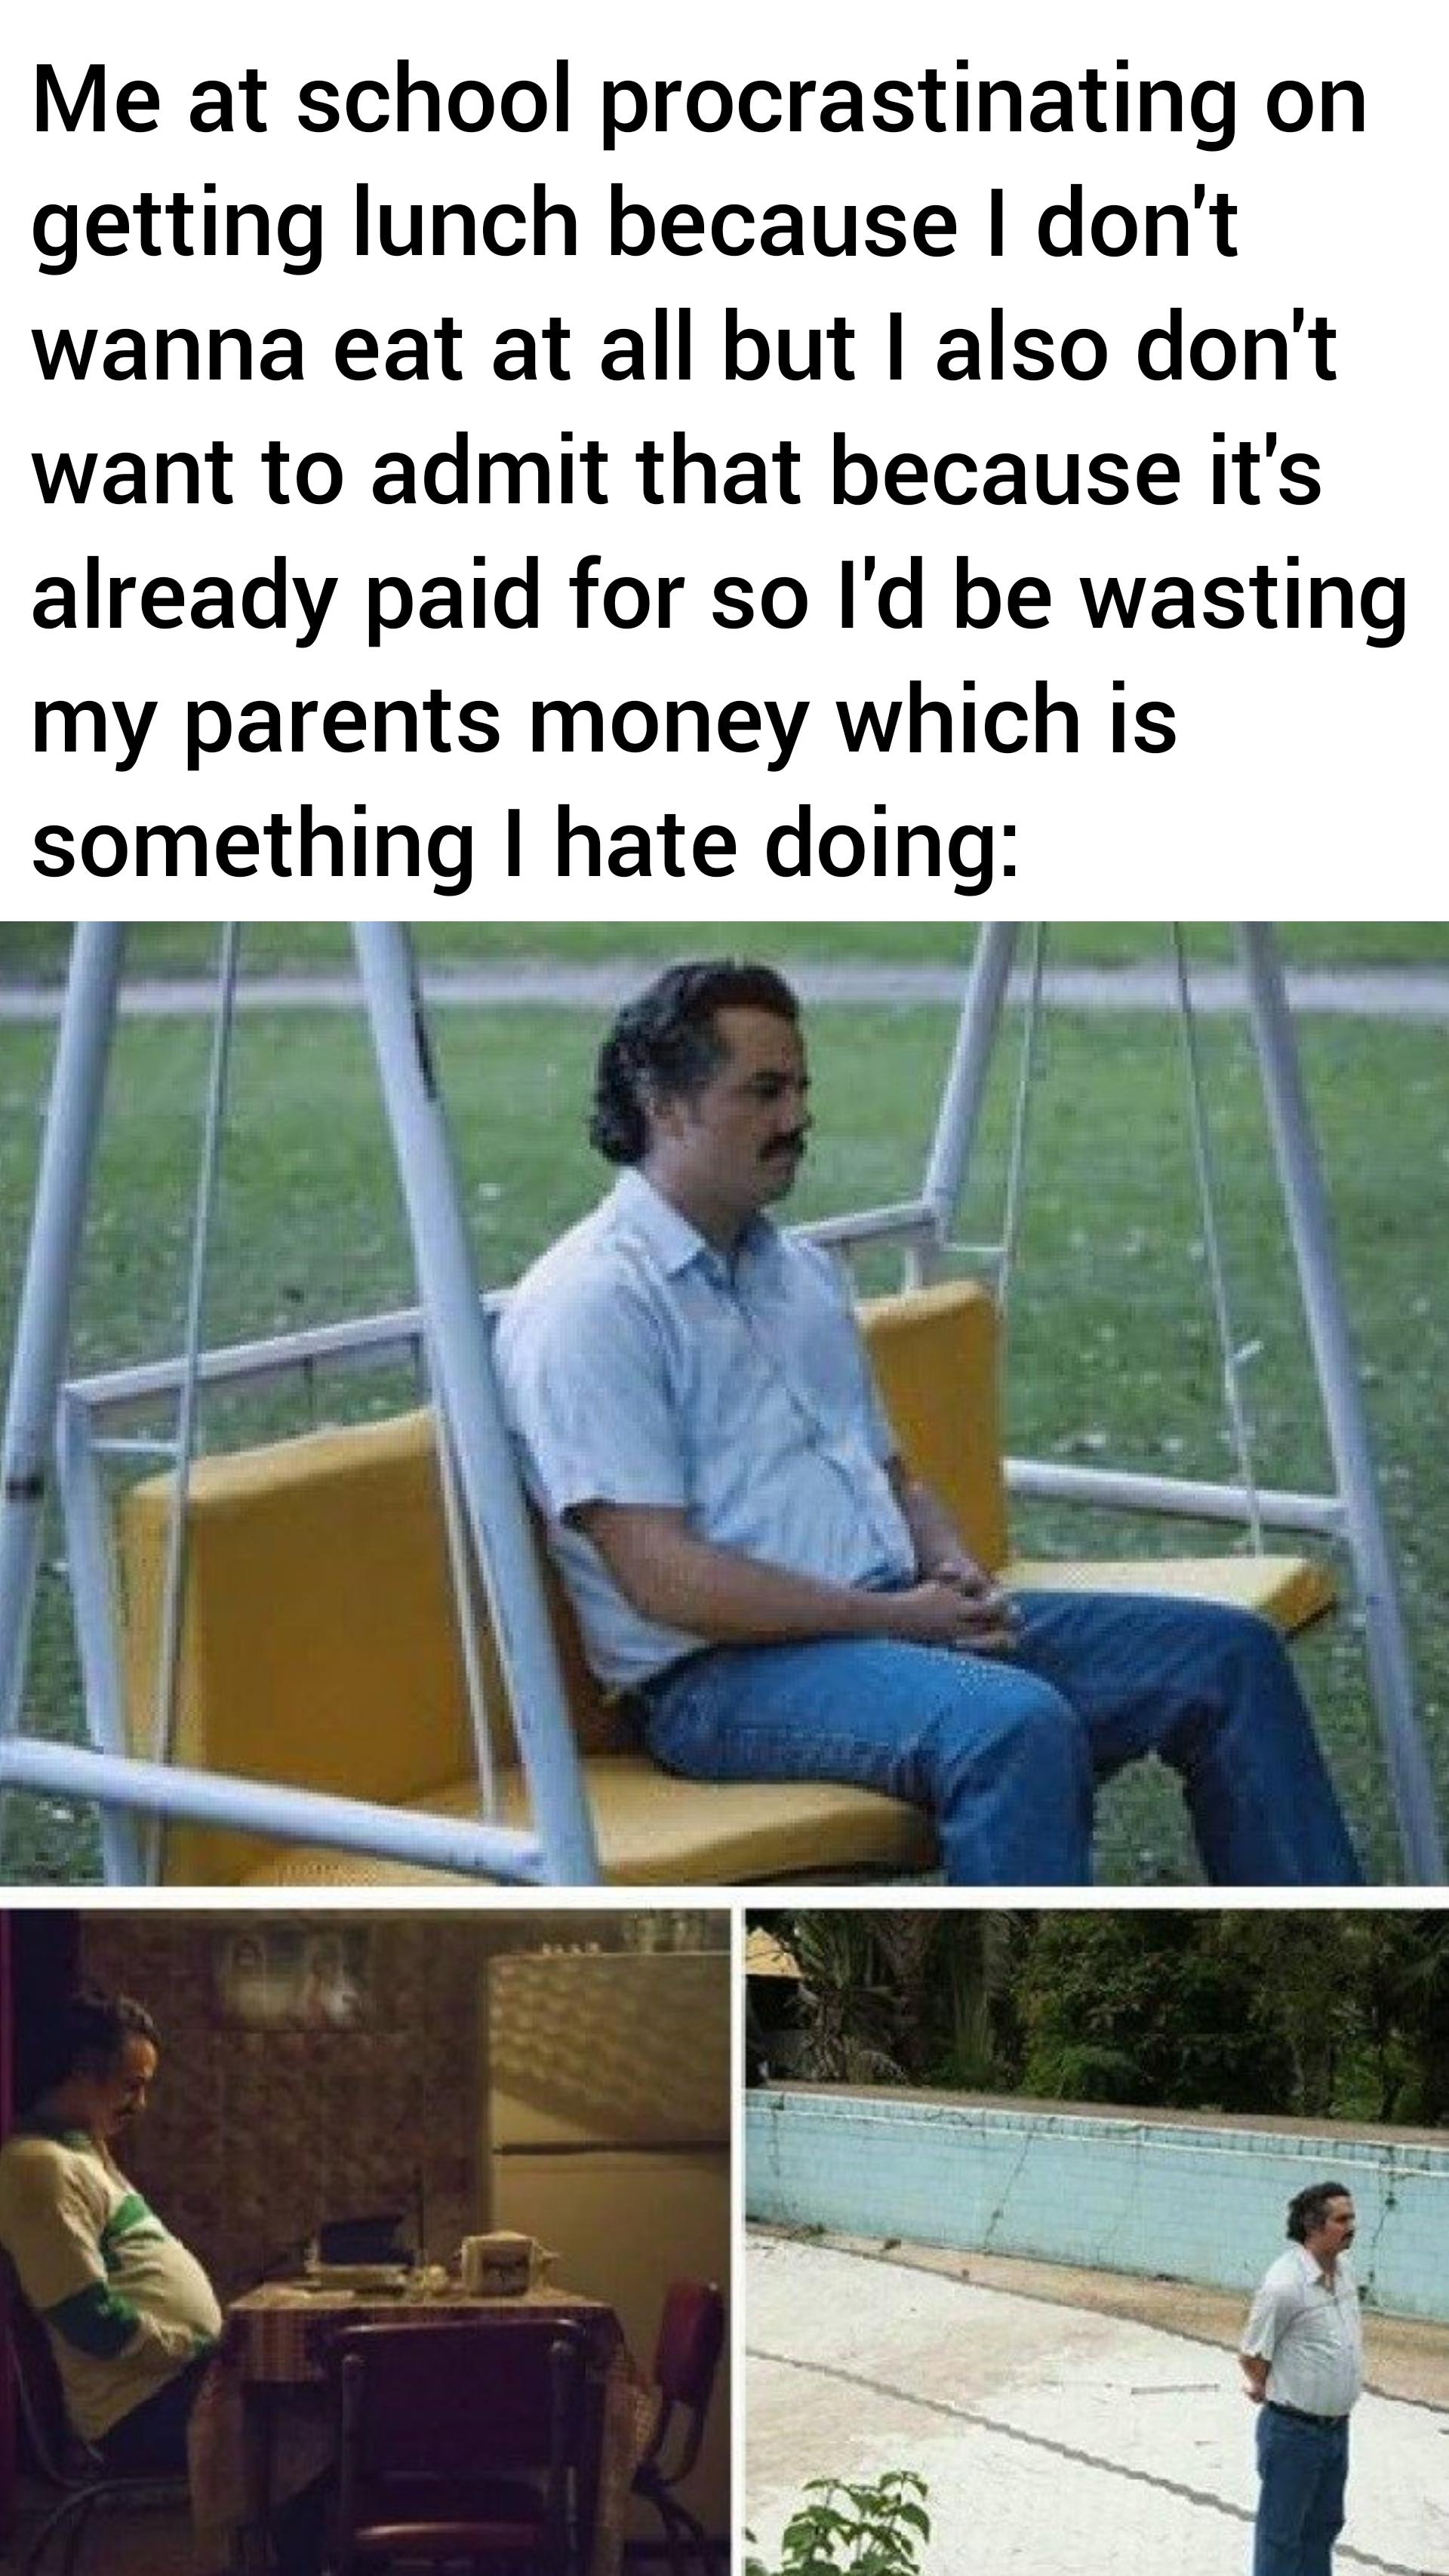 Me at school procrastinating on
getting lunch because I don't
wanna eat at all but I also don't
want to admit that because it's
already paid for so I'd be wasting
my parents money which is
something I hate doing: